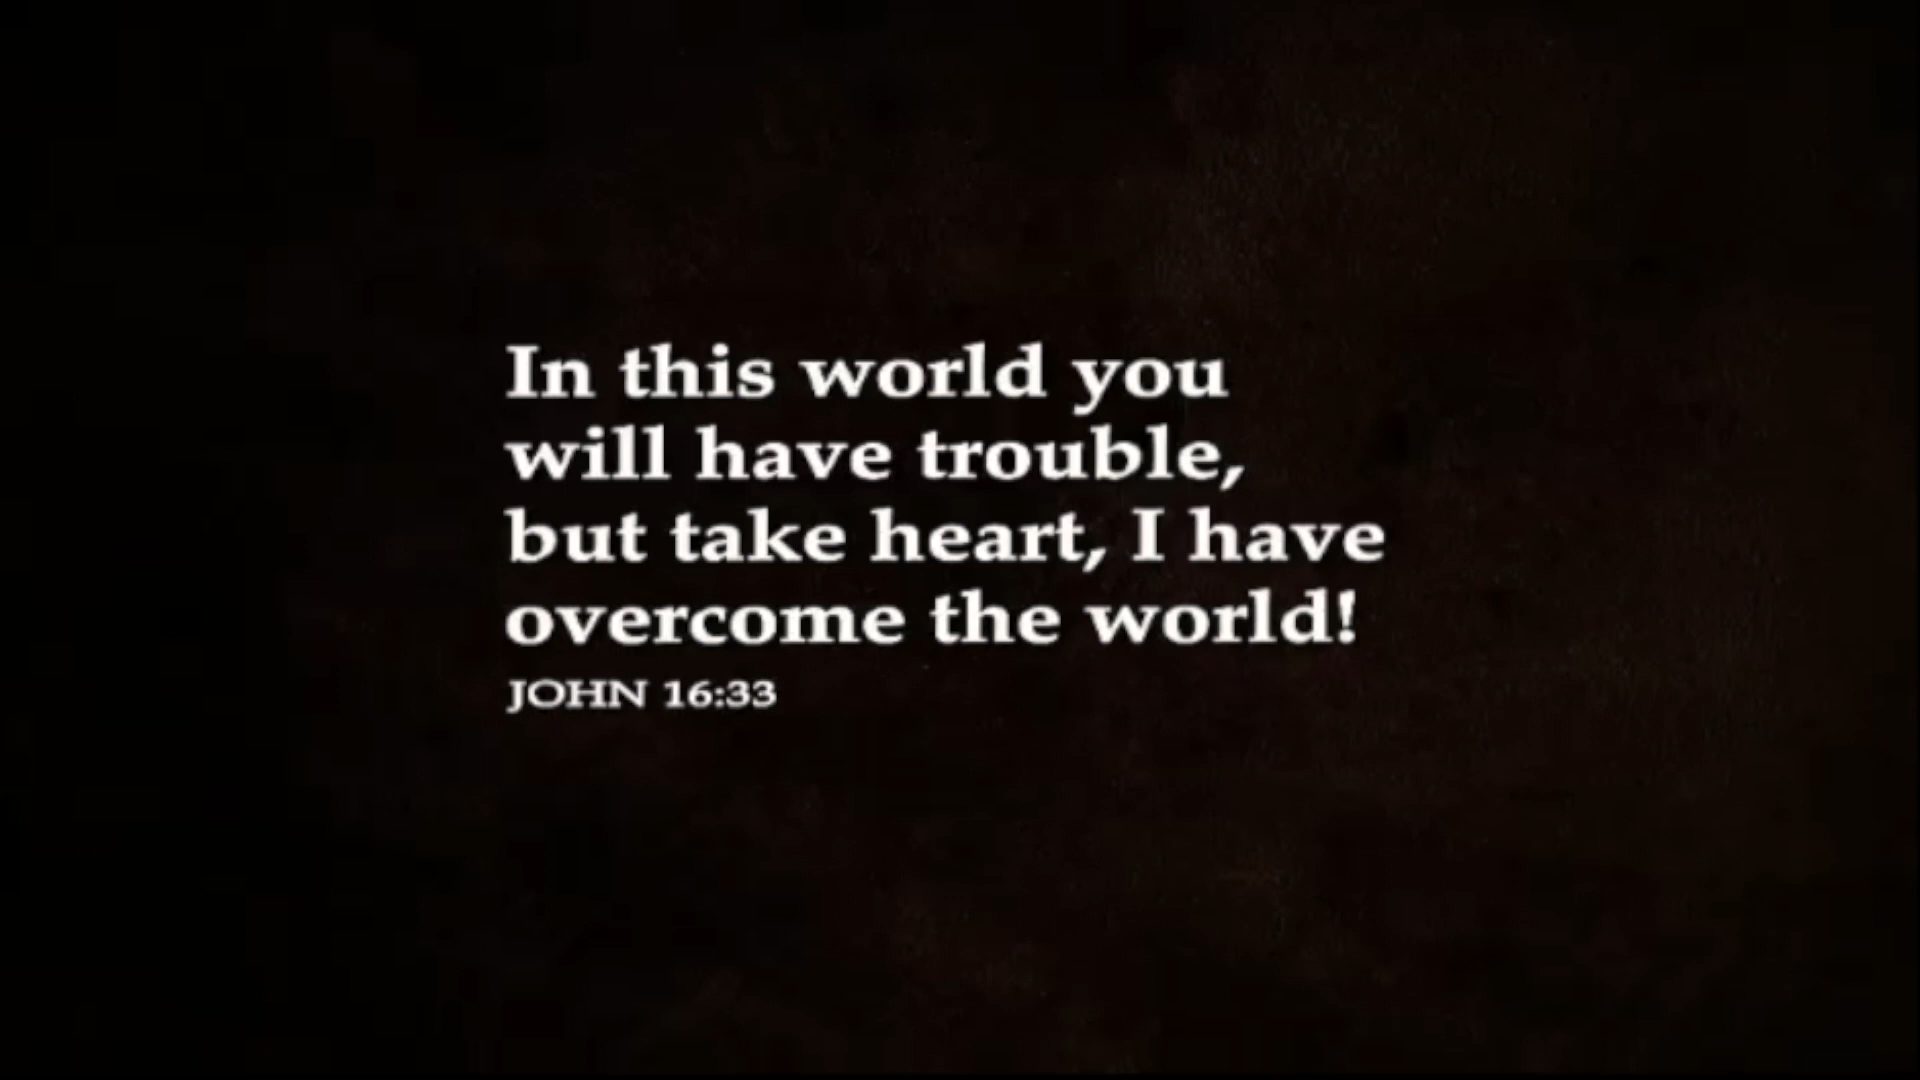 In this world you
will have trouble,
but take heart, I have
overcome the world!
JOHN 16:33